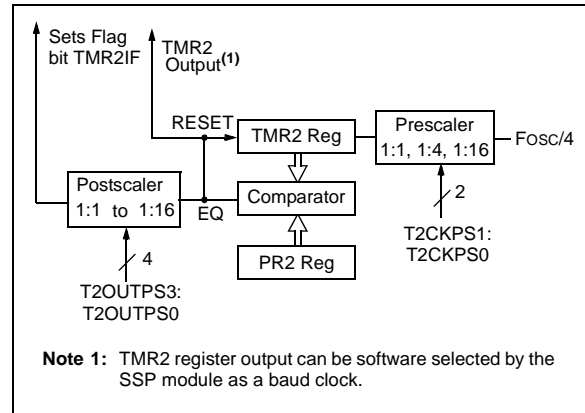 Sets Flag
bit TMR2IF
TMR2
Output(1)
RESET
TMR2 Reg
Prescaler
1:1, 1:4, 1:16
FOSC/4
Postscaler
1:1 to 1:16
EQ
Comparator
2
4
PR2 Reg
T2CKPS1:
T2CKPS0
T2OUTPS3:
T2OUTPS0
Note 1: TMR2 register output can be software selected by the
SSP module as a baud clock.